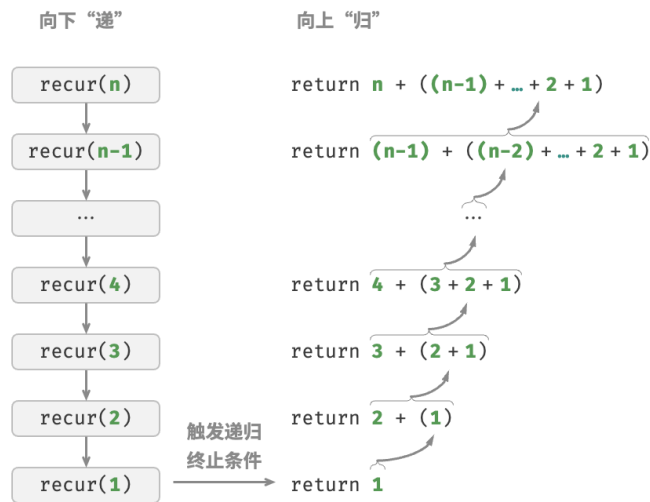 向下“递”
向上“归”
recur(n)
return n + ((n-1) + … + 2 + 1)
recur(n-1)
return (n-1) + ((n-2) + … + 2 + 1)
…
…
recur(4)
return 4 + (3 + 2 + 1)
recur(3)
return 3 + (2 + 1)
recur(2)
return 2 + (1)
触发递归
终止条件
recur(1)
return 1